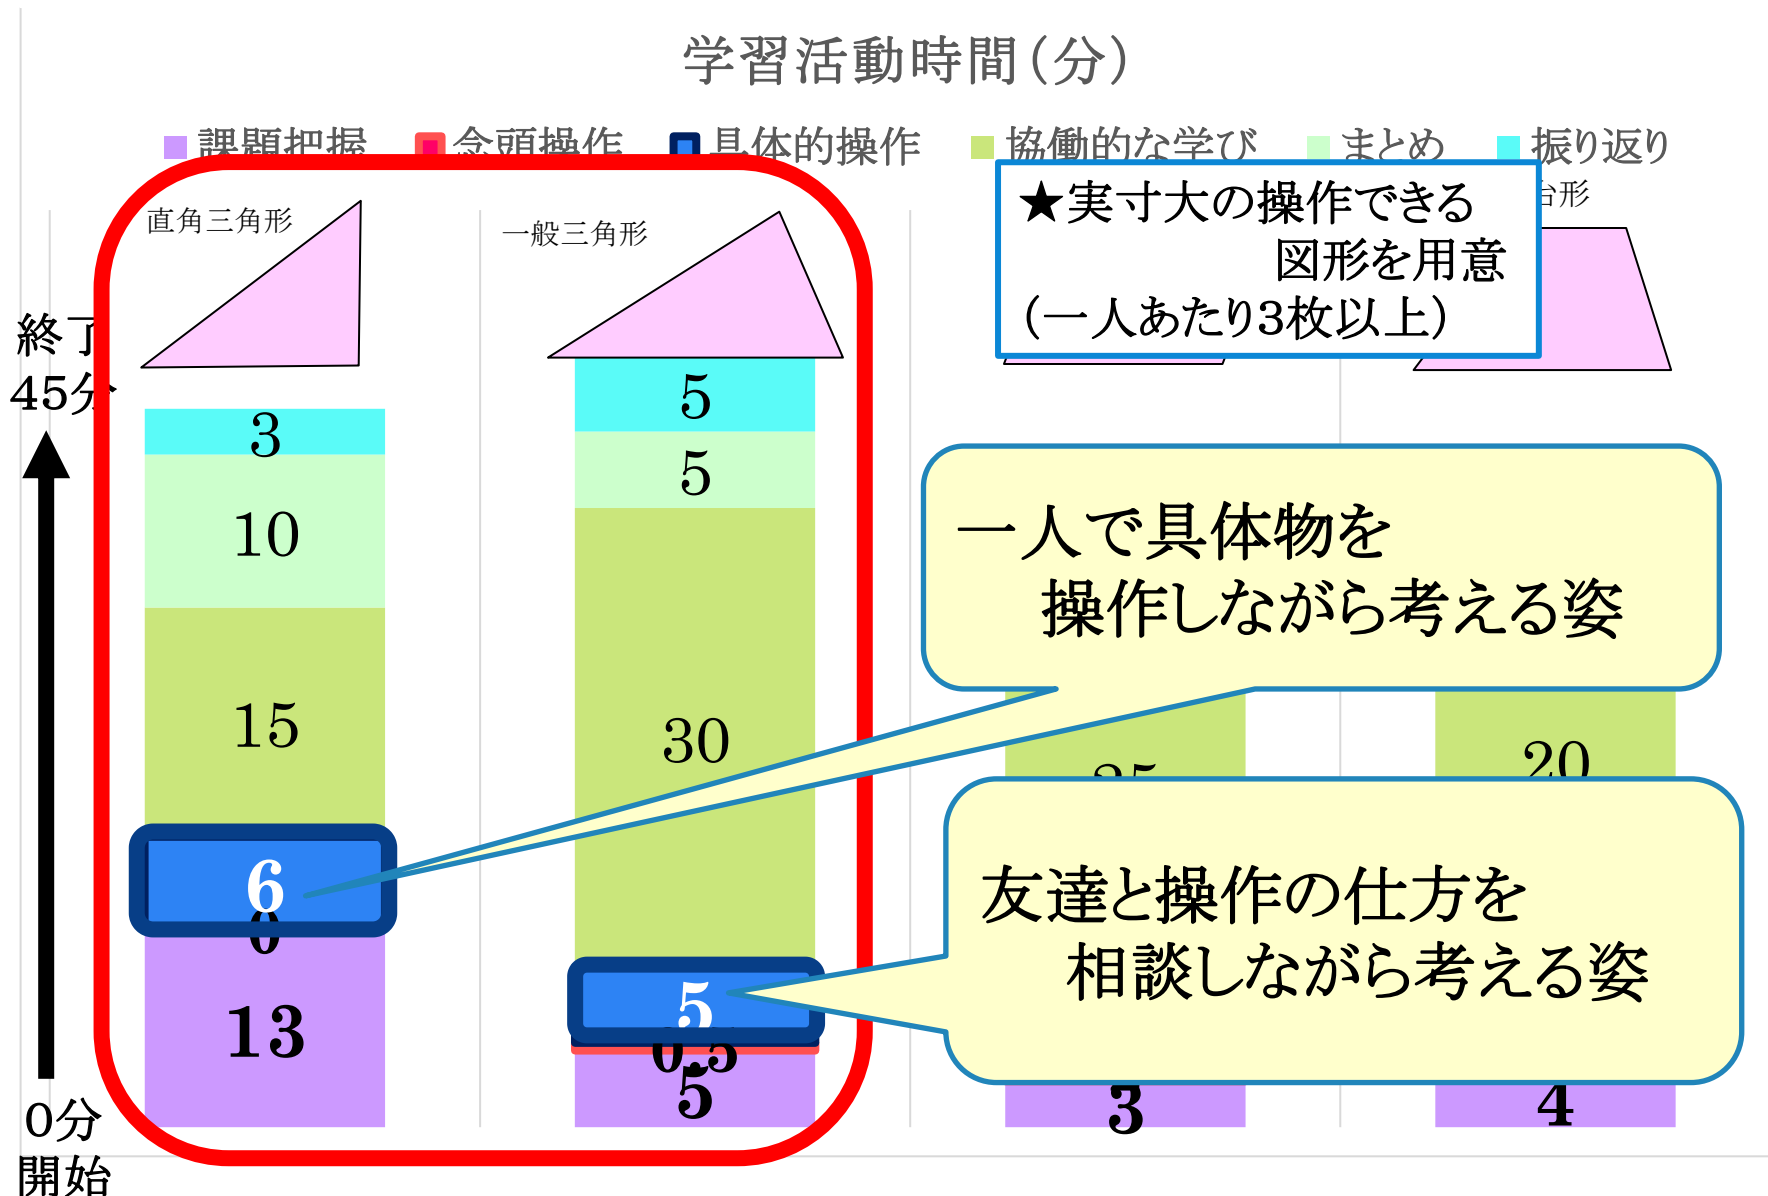 学習活動時間(分)
課題把握 念頭操作 具体的操作 協働的な学び まとめ 振り返り
直角三角形
一般三角形
台形
★実寸大の操作できる
図形を用意
(一人あたり3枚以上)
終了
45分
3
10
15
6
0
13
5
5
30
5
0.5
5
一人で具体物を
操作しながら考える姿
25
20
友達と操作の仕方を
相談しながら考える姿
3
4
0分
開始